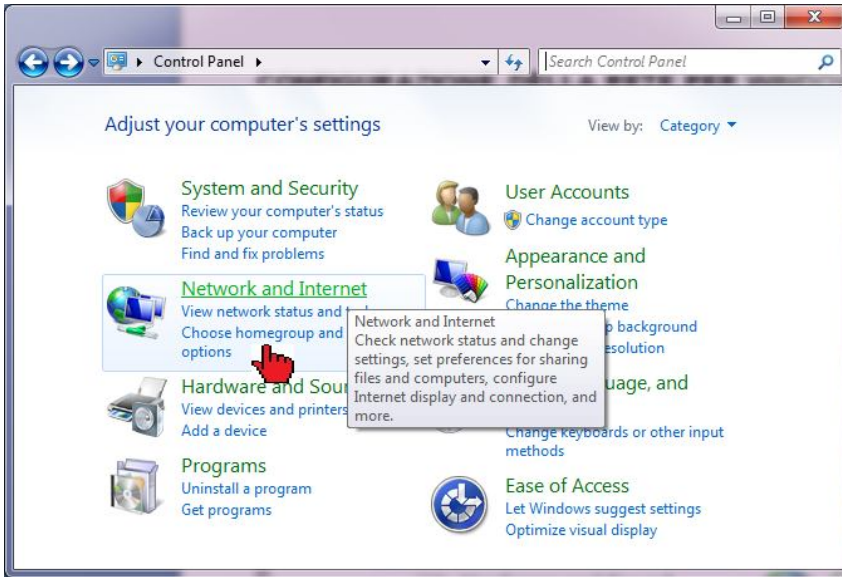 Control Panel
Search Control Panel
Adjust your computer's settings
View by: Category
System and Security
Review your computer's status
Back up your computer
Find and fix problems
Network and Internet
View network status and
Choose homegroup and
options
Hardware and Sou
View devices and printers
Add a device
Programs
Uninstall a program
Get programs
User Accounts
Change account type
Appearance and
Personalization
Change the theme
background
esolution
Network and Internet
Check network status and change
settings, set preferences for sharing
files and computers, configure
Internet display and connection, and
more.
uage, and
Change keyboards or other input
methods
Ease of Access
Let Windows suggest settings
Optimize visual display